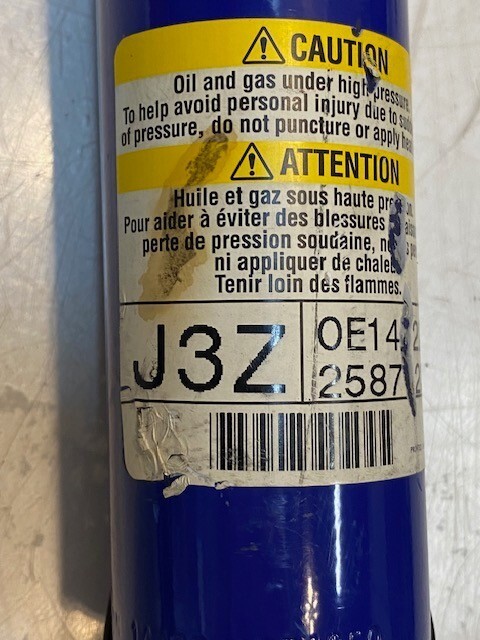 CAUTION
Oil and gas under high pressure.
To help avoid personal injury due to
of pressure, do not puncture or apply
ATTENTION
Huile et gaz sous haute
Pour aider à éviter des blessures
perte de pression soudaine,
ni appliquer de
Tenir loin des flammes.
J3Z
0E14
2587